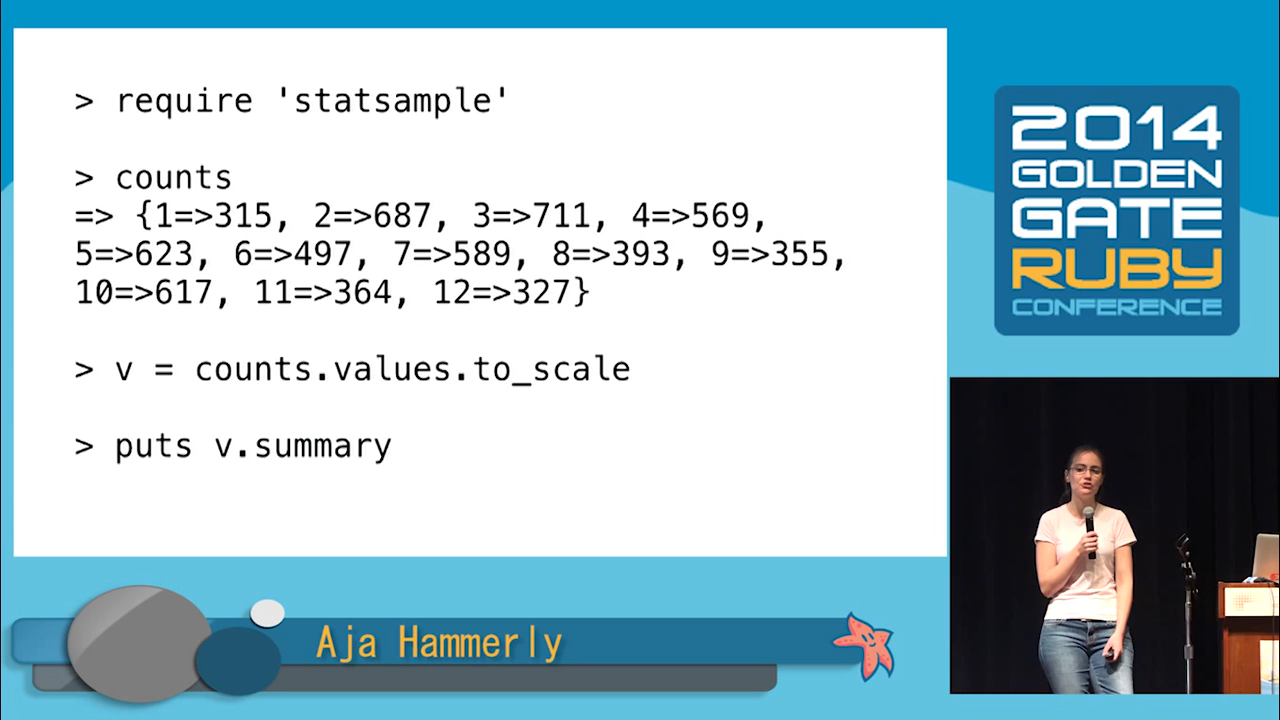 > require 'statsample'
> counts
=> {1=>315, 2=>687, 3=>711, 4=>569,
5=>623, 6=>497, 7=>589, 8=>393, 9=>355,
10=>617, 11=>364, 12=>327}
> v = counts.values.to_scale
> puts v.summary
2014
GOLDEN
GATE
RUBY
CONFERENCE
Aja Hammerly